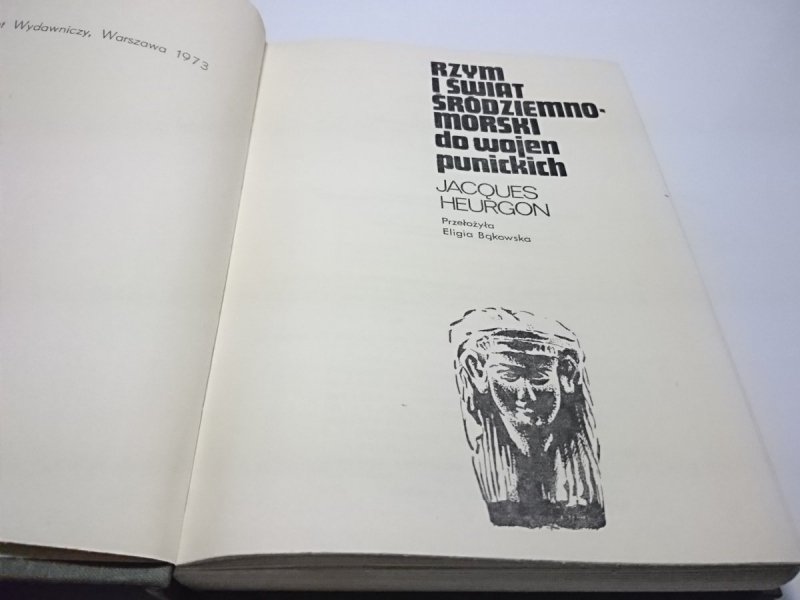 Wydawniczy, Warszawa 1973
RZYM
I ŚWIAT
ŚRÓDZIEMNO-
MORSKI
do wojen
punickich
JACQUES
HEURGON
Przełożyła
Eligia Bąkowska